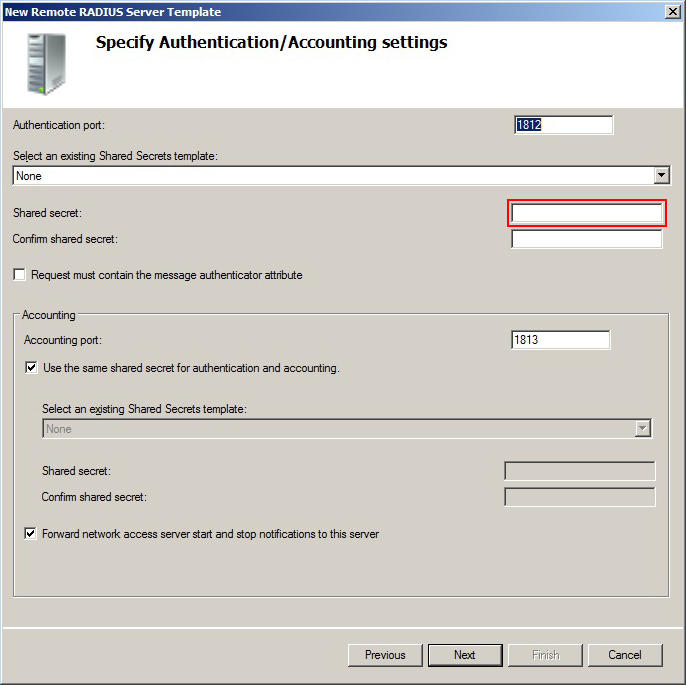 New Remote RADIUS Server Template
Specify Authentication/Accounting settings
Authentication port:
1812
Select an existing Shared Secrets template:
None
Shared secret:
Confirm shared secret:
Request must contain the message authenticator attribute
Accounting
Accounting port:
1813
Use the same shared secret for authentication and accounting.
Select an existing Shared Secrets template:
None
Shared secret:
Confirm shared secret:
Forward network access server start and stop notifications to this server
Previous
Next
Finish
Cancel